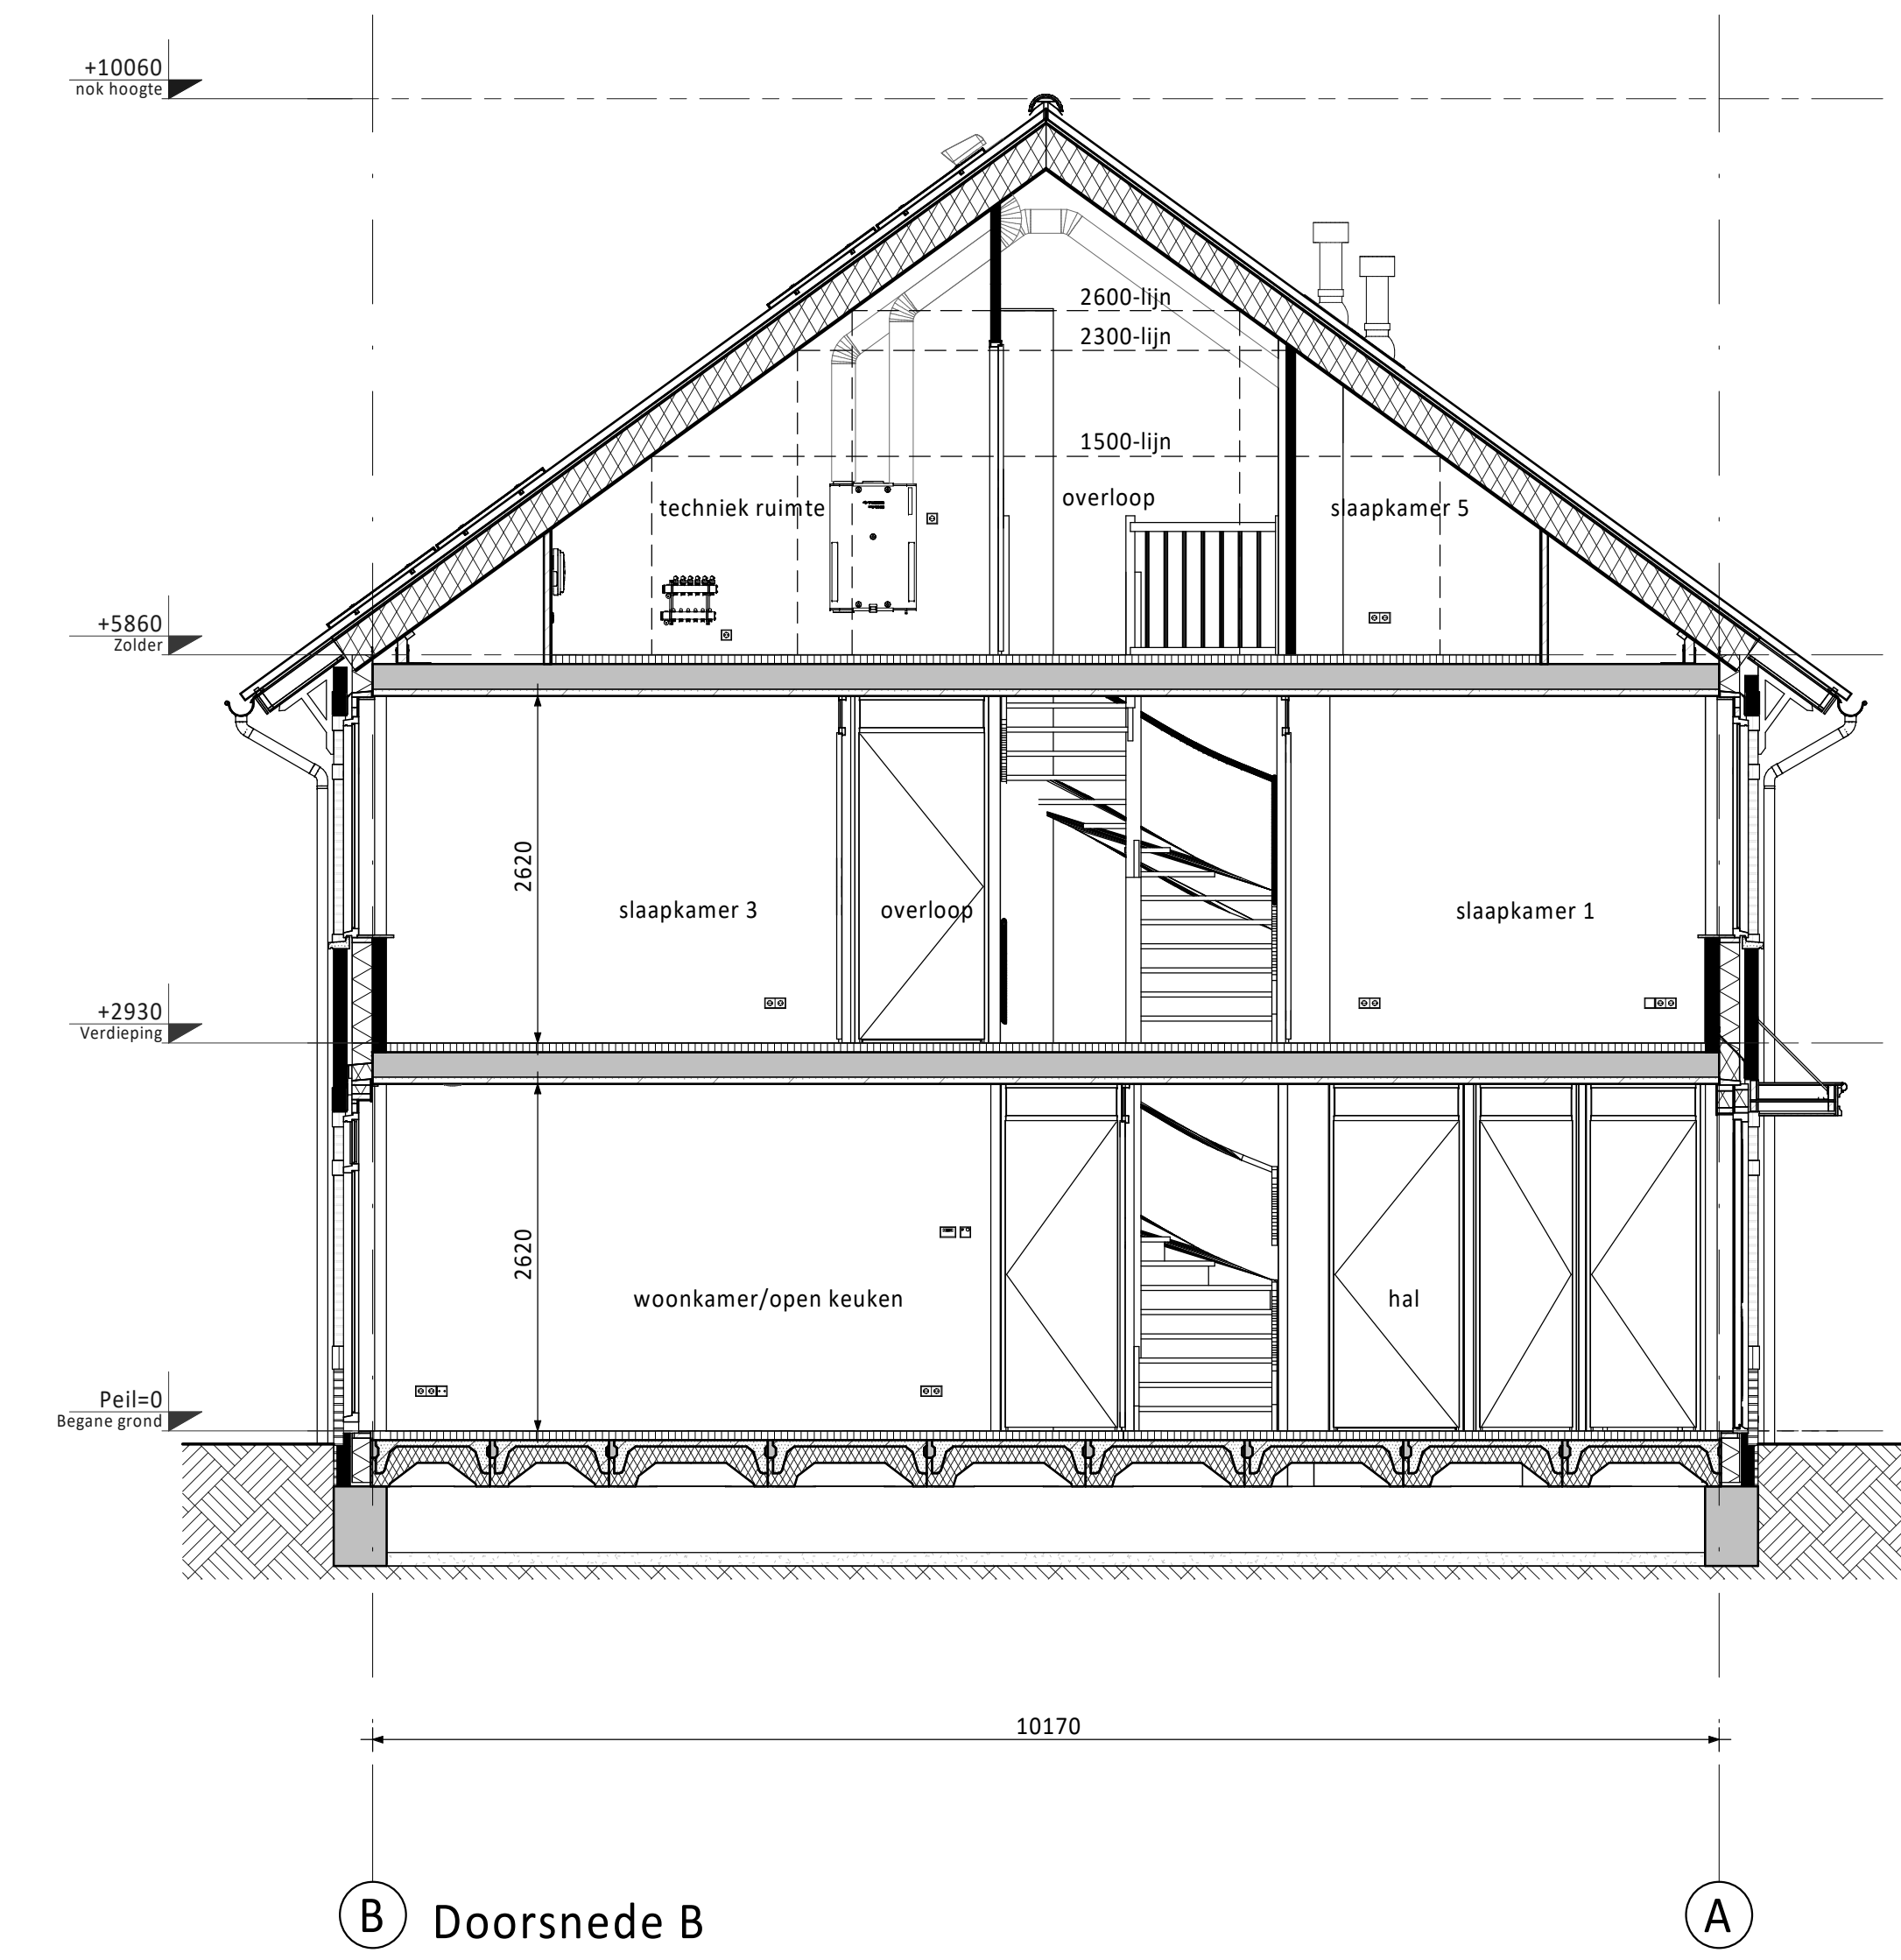 +10060
nok hoogte
2600-lijn
2300-lijn
1500-lijn
techniek ruimte
overloop
slaapkamer 5
+5860
Zolder
2620
slaapkamer 3
overloop
slaapkamer 1
+2930
Verdieping
2620
woonkamer/open keuken
hal
Peil=0
Begane grond
10170
B
Doorsnede B
A